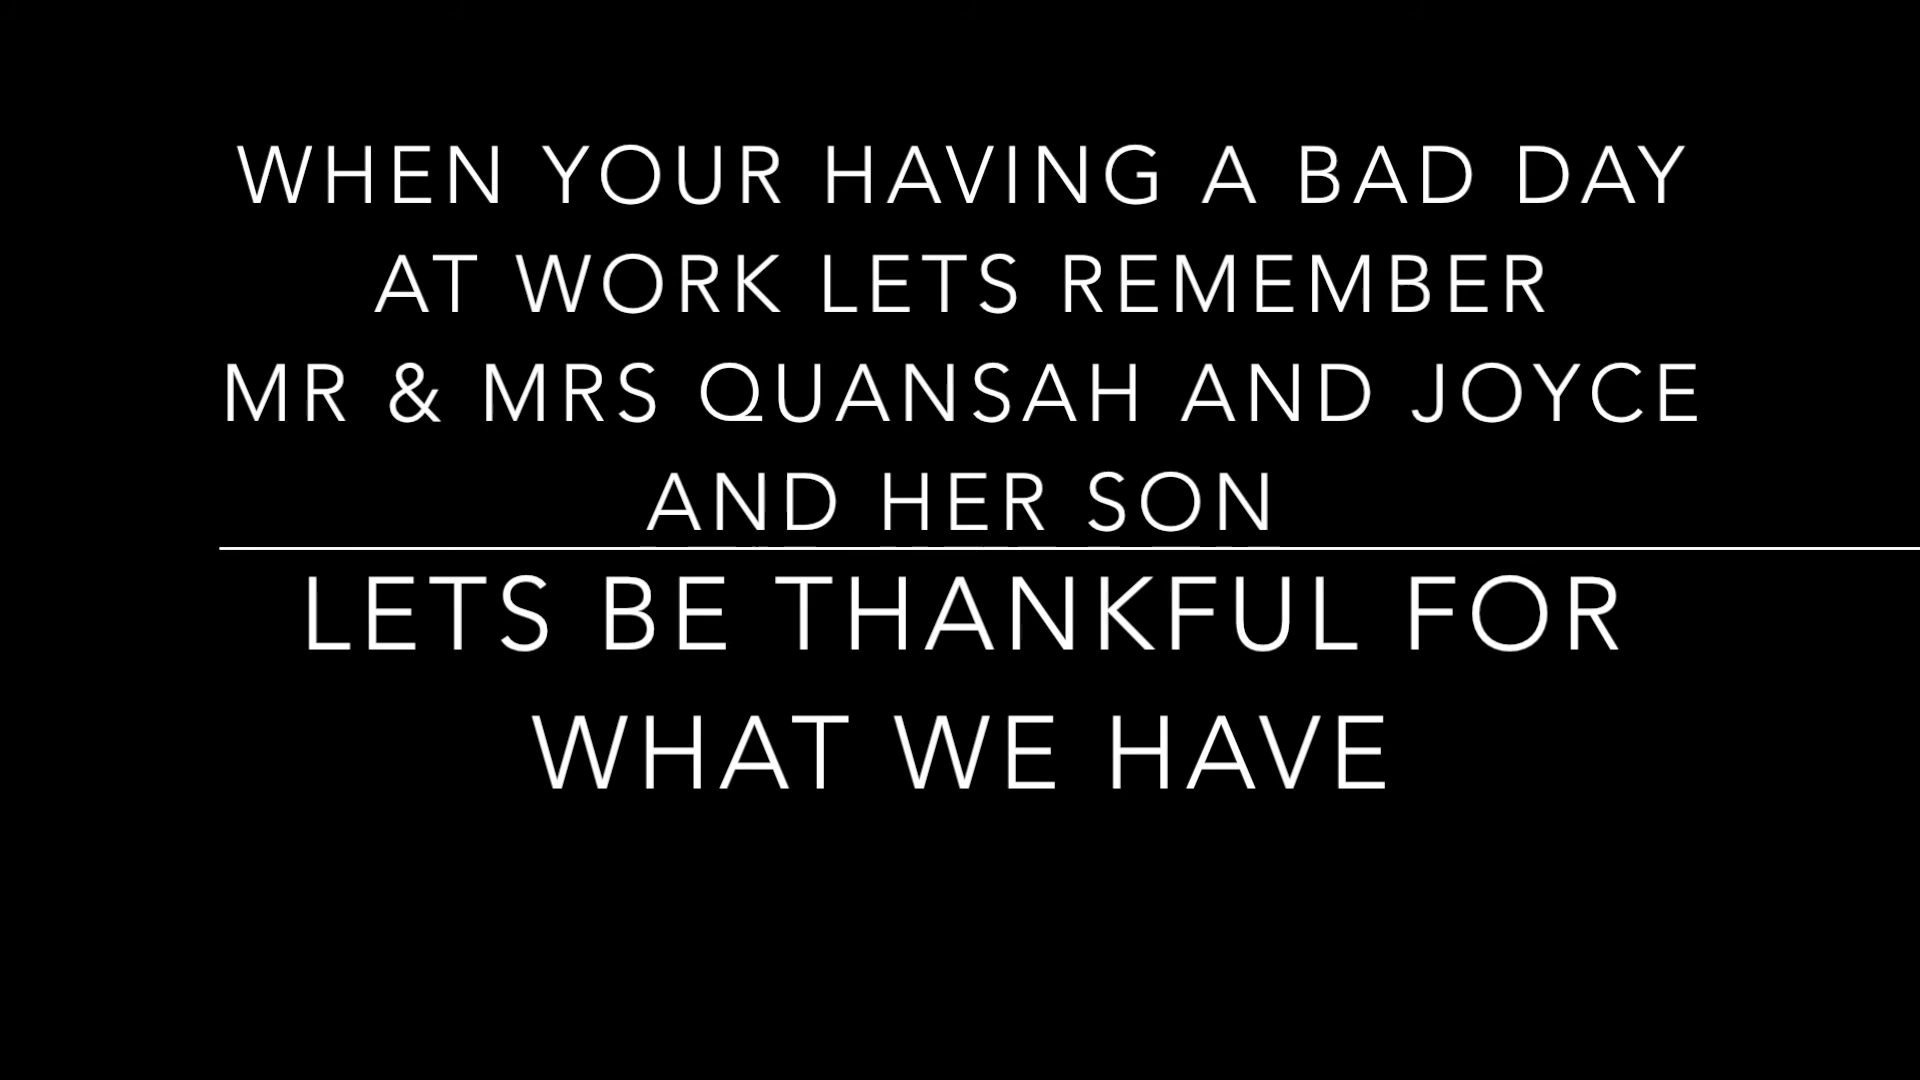 WHEN YOUR HAVING A BAD DAY
AT WORK LETS REMEMBER
MR & MRS QUANSAH AND JOYCE
AND HER SON
LETS BE THANKFUL FOR
WHAT WE HAVE